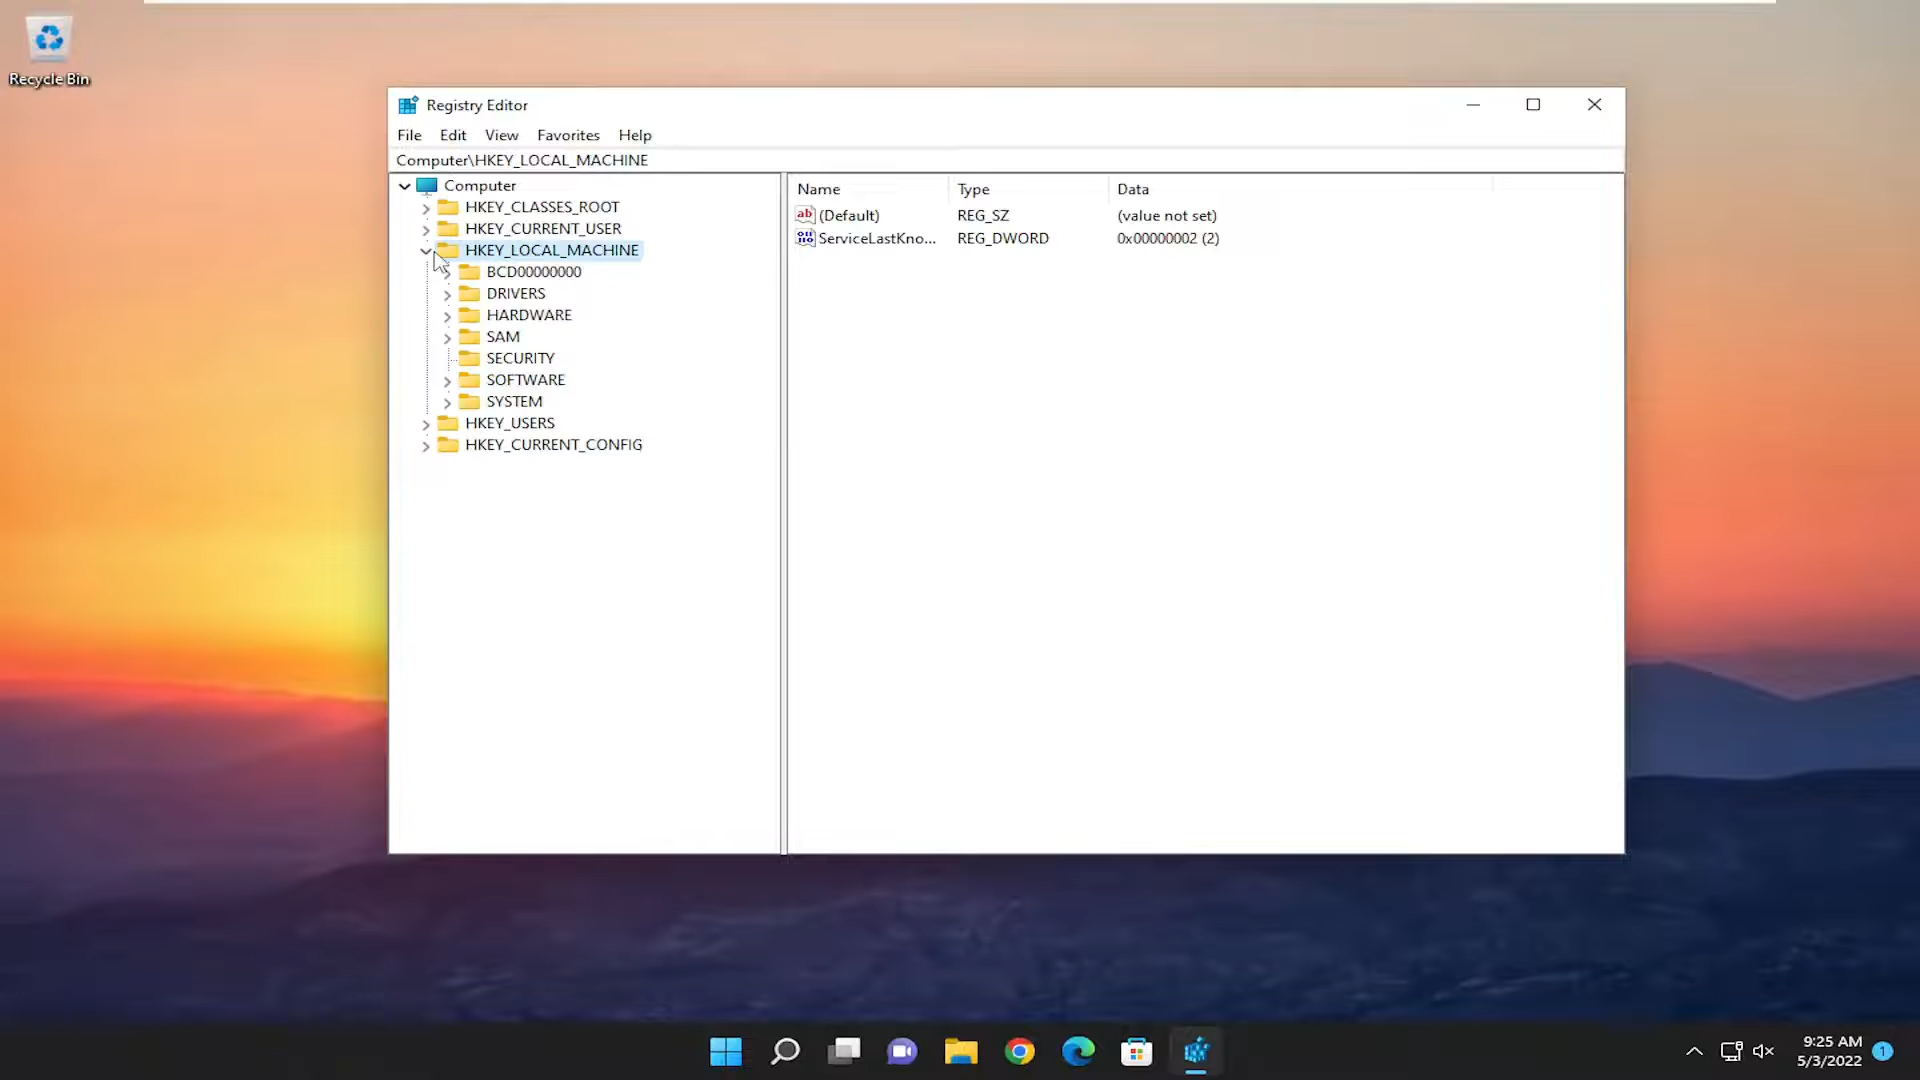 Recycle Bin
Registry Editor
File Edit View Favorites Help
Computer\HKEY_LOCAL_MACHINE
Computer
HKEY_CLASSES_ROOT
HKEY_CURRENT_USER
HKEY_LOCAL_MACHINE
BCD00000000
DRIVERS
HARDWARE
SAM
SECURITY
SOFTWARE
SYSTEM
HKEY_USERS
HKEY_CURRENT_CONFIG
Name Type Data
(Default) REG_SZ (value not set)
ServiceLastKno... REG_DWORD 0x00000002 (2)
9:25 AM
5/3/2022
1